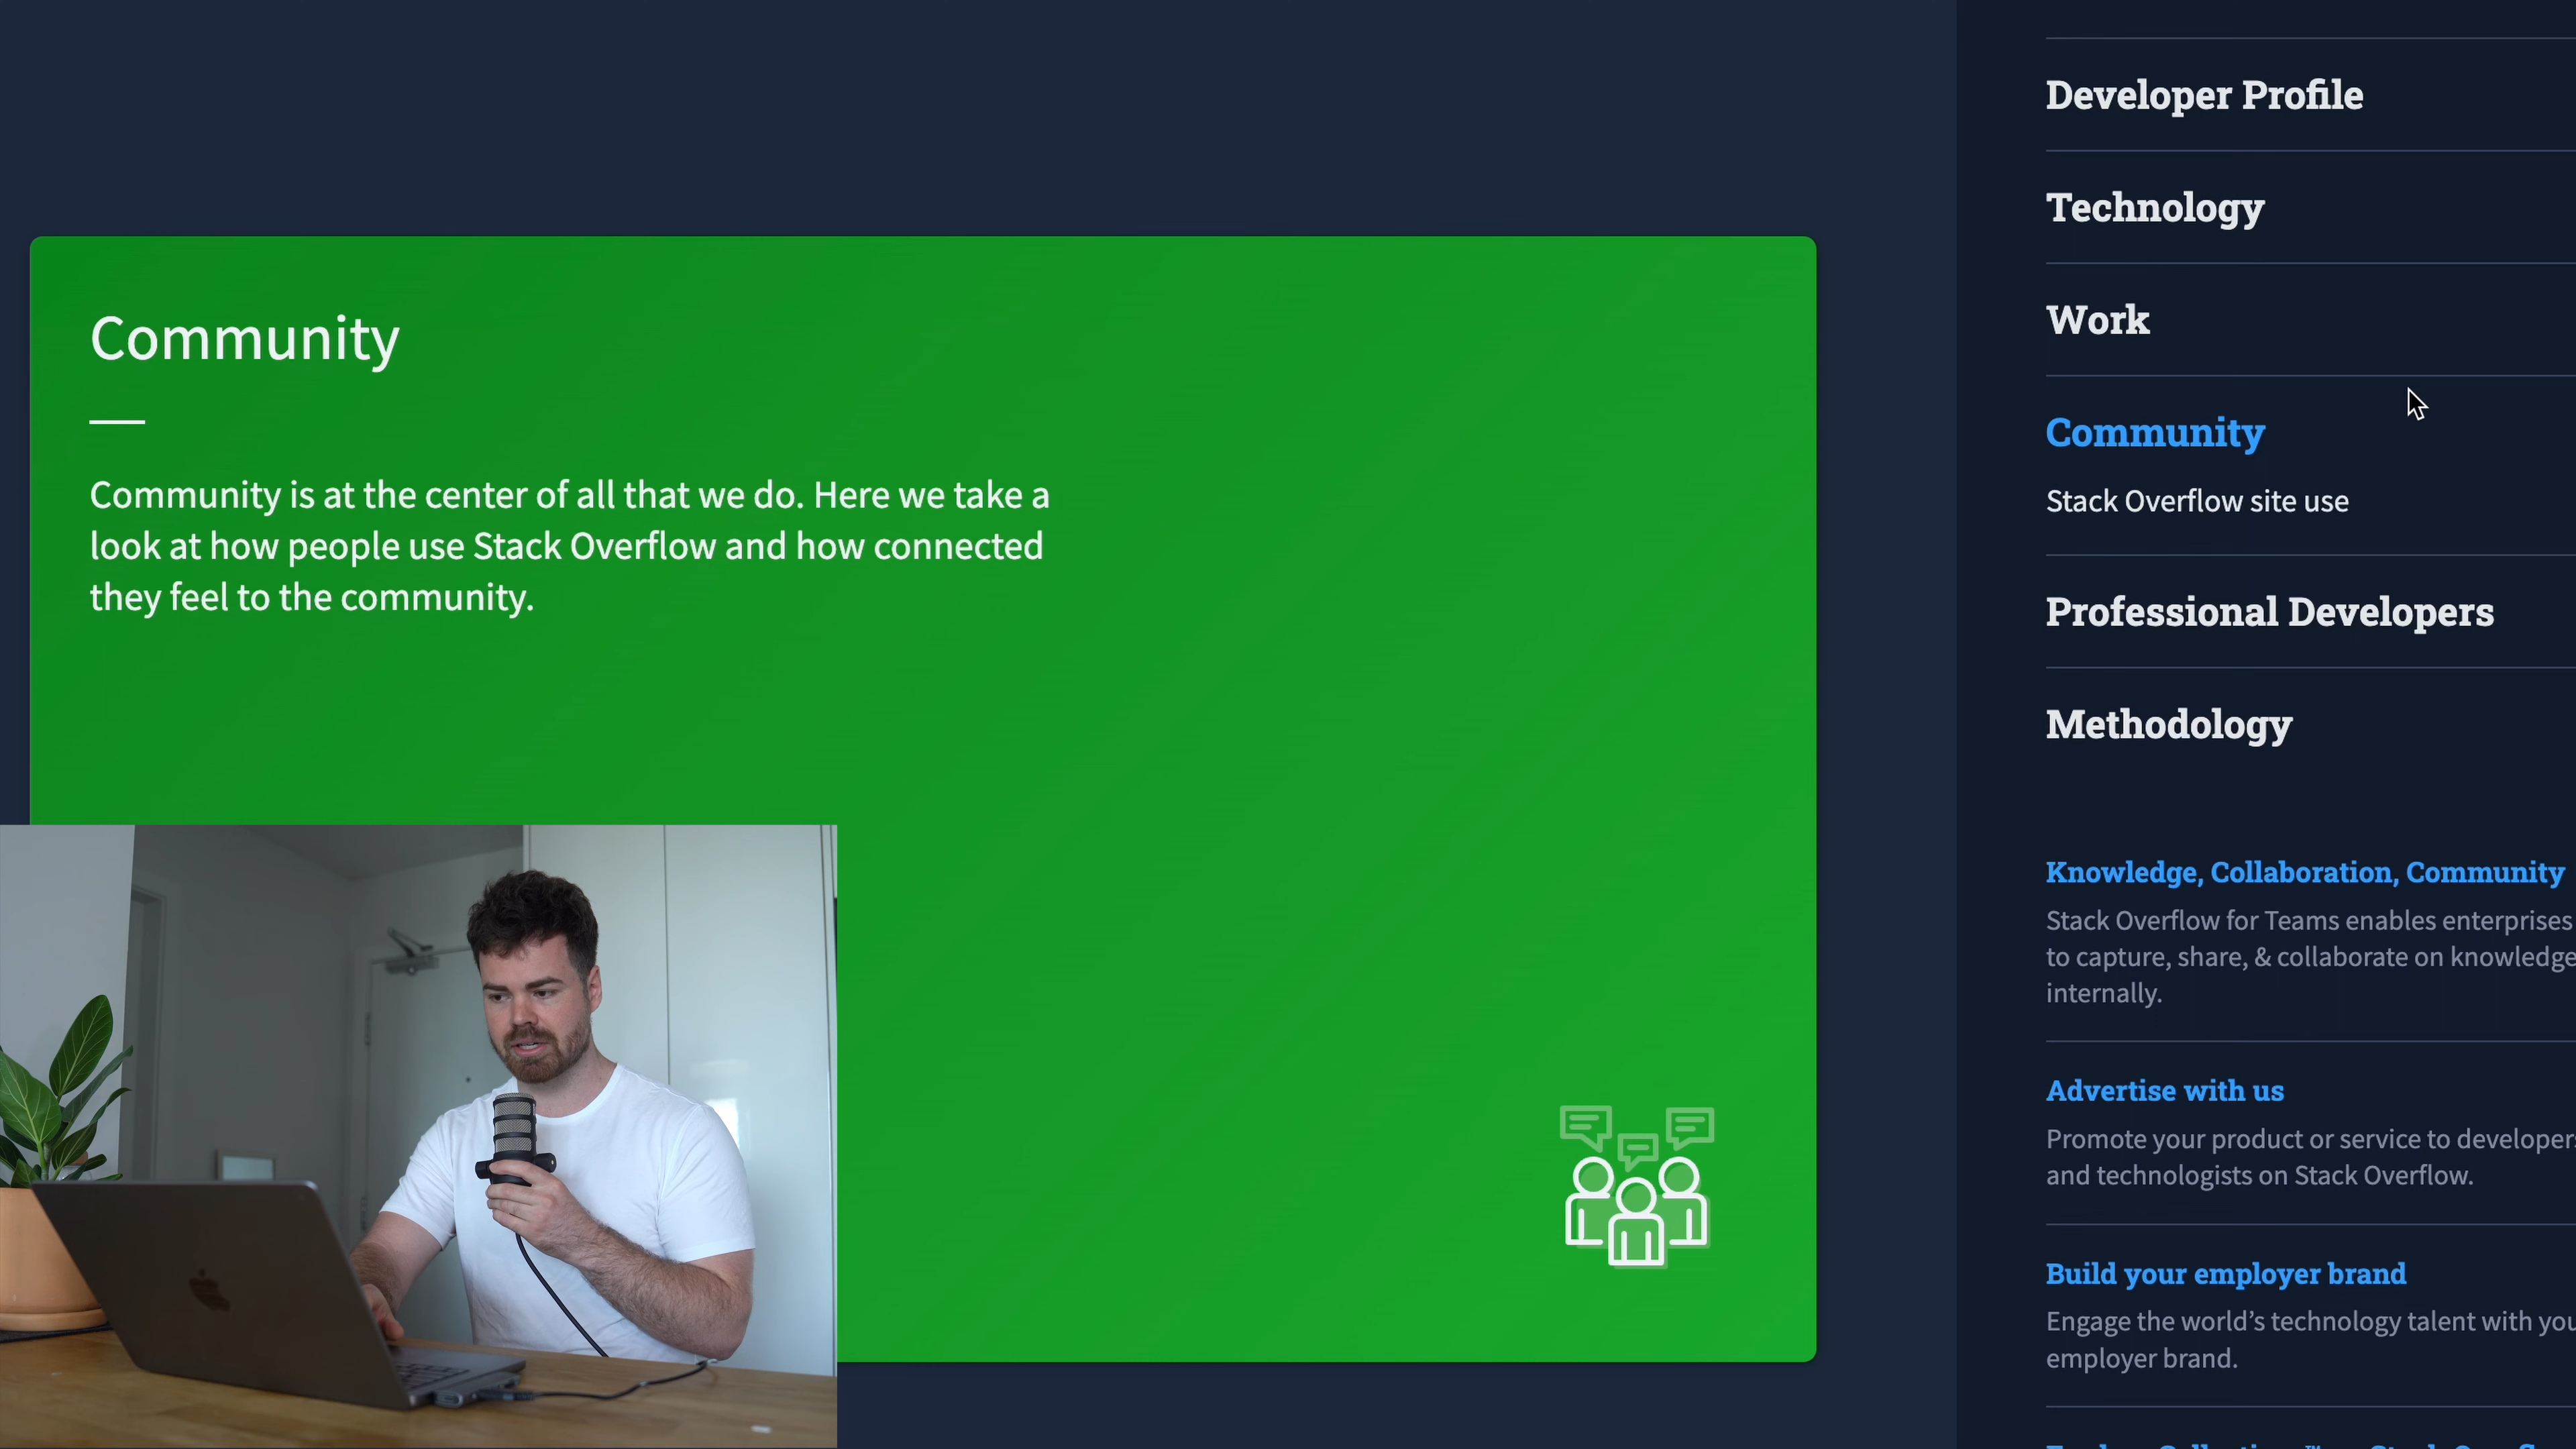 Community
Community is at the center of all that we do. Here we take a
look at how people use Stack Overflow and how connected
they feel to the community.
Developer Profile
Technology
Work
Community
Stack Overflow site use
Professional Developers
Methodology
Knowledge, Collaboration, Community
Stack Overflow for Teams enables enterprises
to capture, share, & collaborate on knowledge
internally.
Advertise with us
Promote your product or service to
and technologists on Stack Overflow.
Build your employer brand
Engage the world’s technology talent with
employer brand.